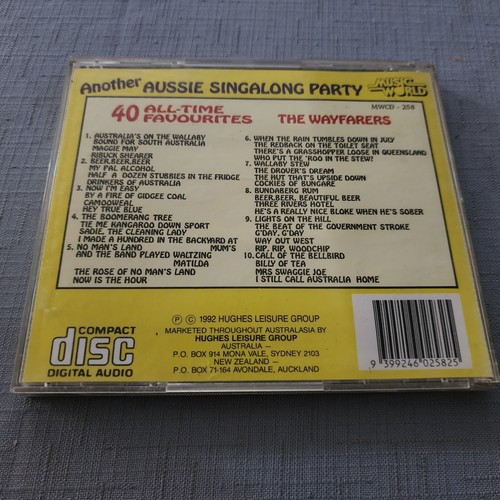 Another AUSSIE SINGALONG PARTY
MUSIC WORLD
MWCD - 258
40 ALL-TIME FAVOURITES
THE WAYFARERS
1. AUSTRALIA'S ON THE WALLABY
BOUND FOR SOUTH AUSTRALIA
MAGGIE MAY
RIBUCK SHEARER
2. BEER,BEER,BEER
MY PAL ALCOHOL
HALF A DOZEN STUBBIES IN THE FRIDGE
DRINKERS OF AUSTRALIA
3. NOW I'M EASY
BY A FIRE OF GIDGEE COAL
CAMOOWEAL
HEY TRUE BLUE
4. THE BOOMERANG TREE
TIE ME KANGAROO DOWN SPORT
SADIE, THE CLEANING LADY
I MADE A HUNDRED IN THE BACKYARD AT
MUM'S
5. NO MAN'S LAND
AND THE BAND PLAYED WALTZING
MATILDA
THE ROSE OF NO MAN'S LAND
NOW IS THE HOUR
6. WHEN THE RAIN TUMBLES DOWN IN JULY
THE REDBACK ON THE TOILET SEAT
THERE'S A GRASSHOPPER LOOSE IN QUEENSLAND
WHO PUT THE 'ROO IN THE STEW?
7. WALLABY STEW
THE DROVER'S DREAM
THE HUT THAT'S UPSIDE DOWN
COCKIES OF BUNGARE
8. BUNDABERG RUM
BEER,BEER, BEAUTIFUL BEER
THREE RIVERS HOTEL
HE'S A REALLY NICE BLOKE WHEN HE'S SOBER
9. LIGHTS ON THE HILL
THE BEAT OF THE GOVERNMENT STROKE
G'DAY, G'DAY
WAY OUT WEST
RIP, RIP, WOODCHIP
10. CALL OF THE BELLBIRD
BILLY OF TEA
MRS SWAGGIE JOE
I STILL CALL AUSTRALIA HOME
Ⓟ © 1992 HUGHES LEISURE GROUP
MARKETED THROUGHOUT AUSTRALASIA BY
HUGHES LEISURE GROUP
AUSTRALIA –
P.O. BOX 914 MONA VALE, SYDNEY 2103
NEW ZEALAND –
P.O. BOX 71-164 AVONDALE, AUCKLAND
COMPACT
disc
DIGITAL AUDIO
9 399246 025825